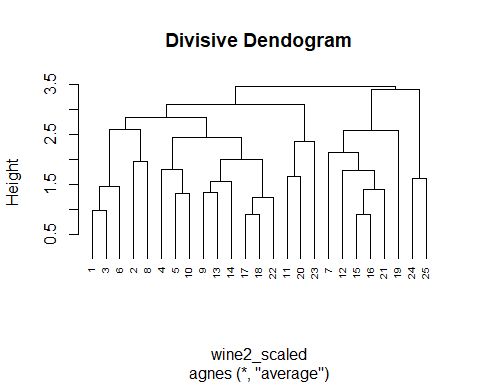 Divisive Dendogram
Height
3.5
2.5
1.5
0.5
1 3 6 2 8 4 5 10 9 13 14 17 18 22 11 20 23 7 12 15 16 21 19 24 25
wine2_scaled
agnes (*, "average")